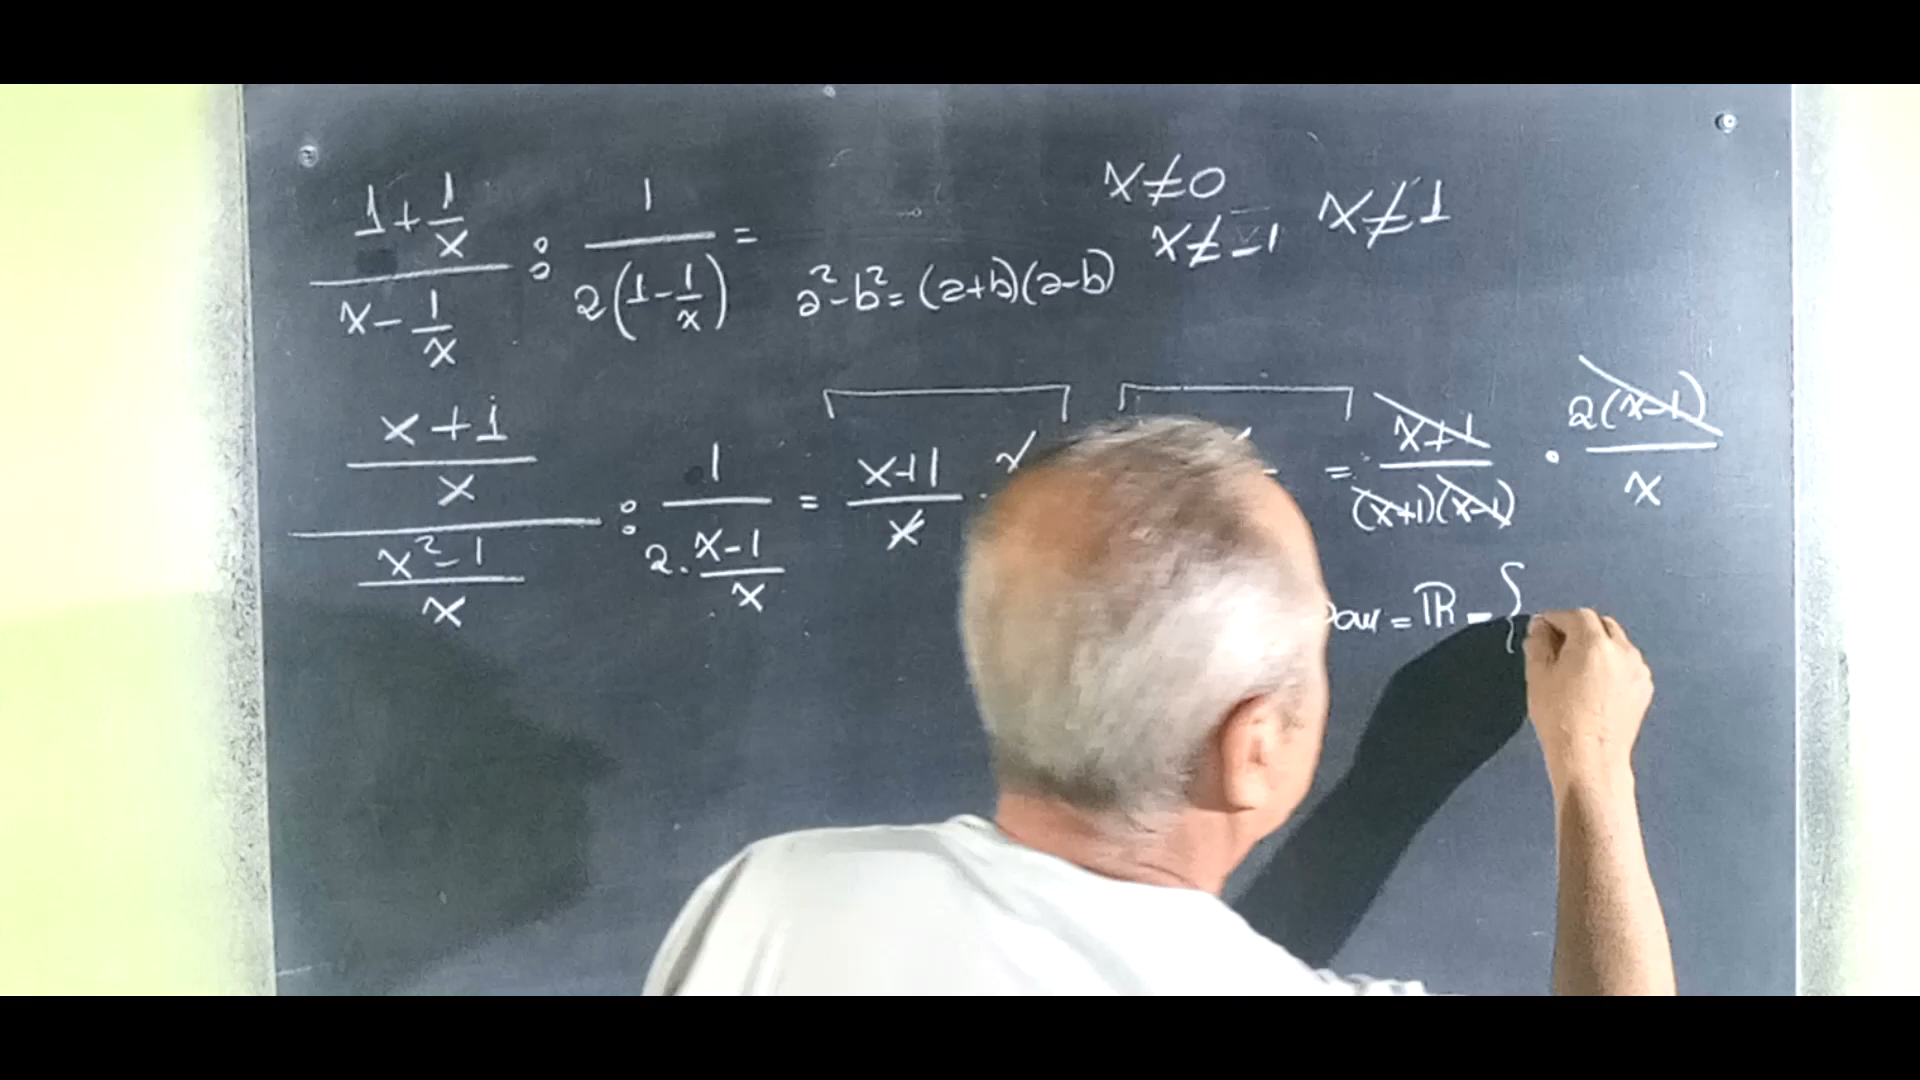 1+1/x : 1 =
x-1/x 2(1-1/x)
a²-b²=(a+b)(a-b)
x≠0
x≠-1 x≠1
x+1
x
x²-1
x
: 1 = x+1 = x+1 · 2(x-1)
2·x-1 x (x+1)(x-1) x
x
= ℝ - {